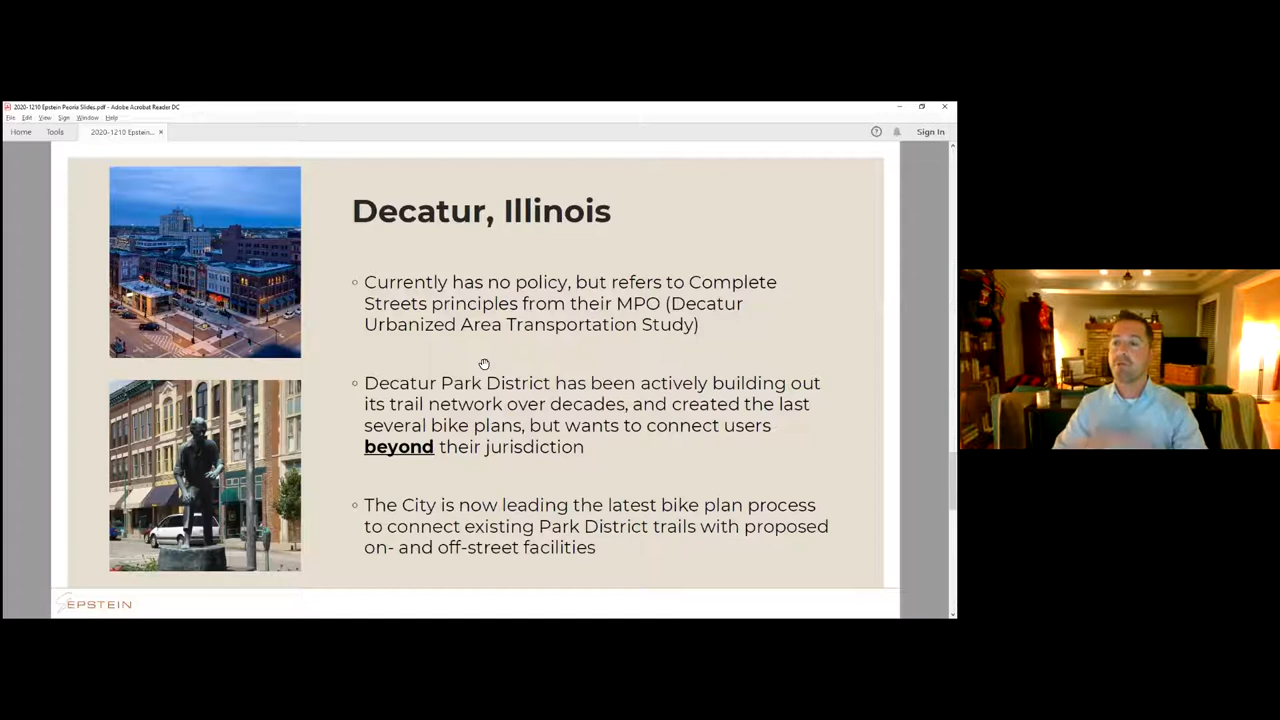 2020-1210 Epstein Peoria Slides.pdf - Adobe Acrobat Reader DC
File Edit View Sign Window Help
Home Tools 2020-1210 Epstein... × Sign In
Decatur, Illinois
Currently has no policy, but refers to Complete
Streets principles from their MPO (Decatur
Urbanized Area Transportation Study)
Decatur Park District has been actively building out
its trail network over decades, and created the last
several bike plans, but wants to connect users
beyond their jurisdiction
The City is now leading the latest bike plan process
to connect existing Park District trails with proposed
on- and off-street facilities
EPSTEIN